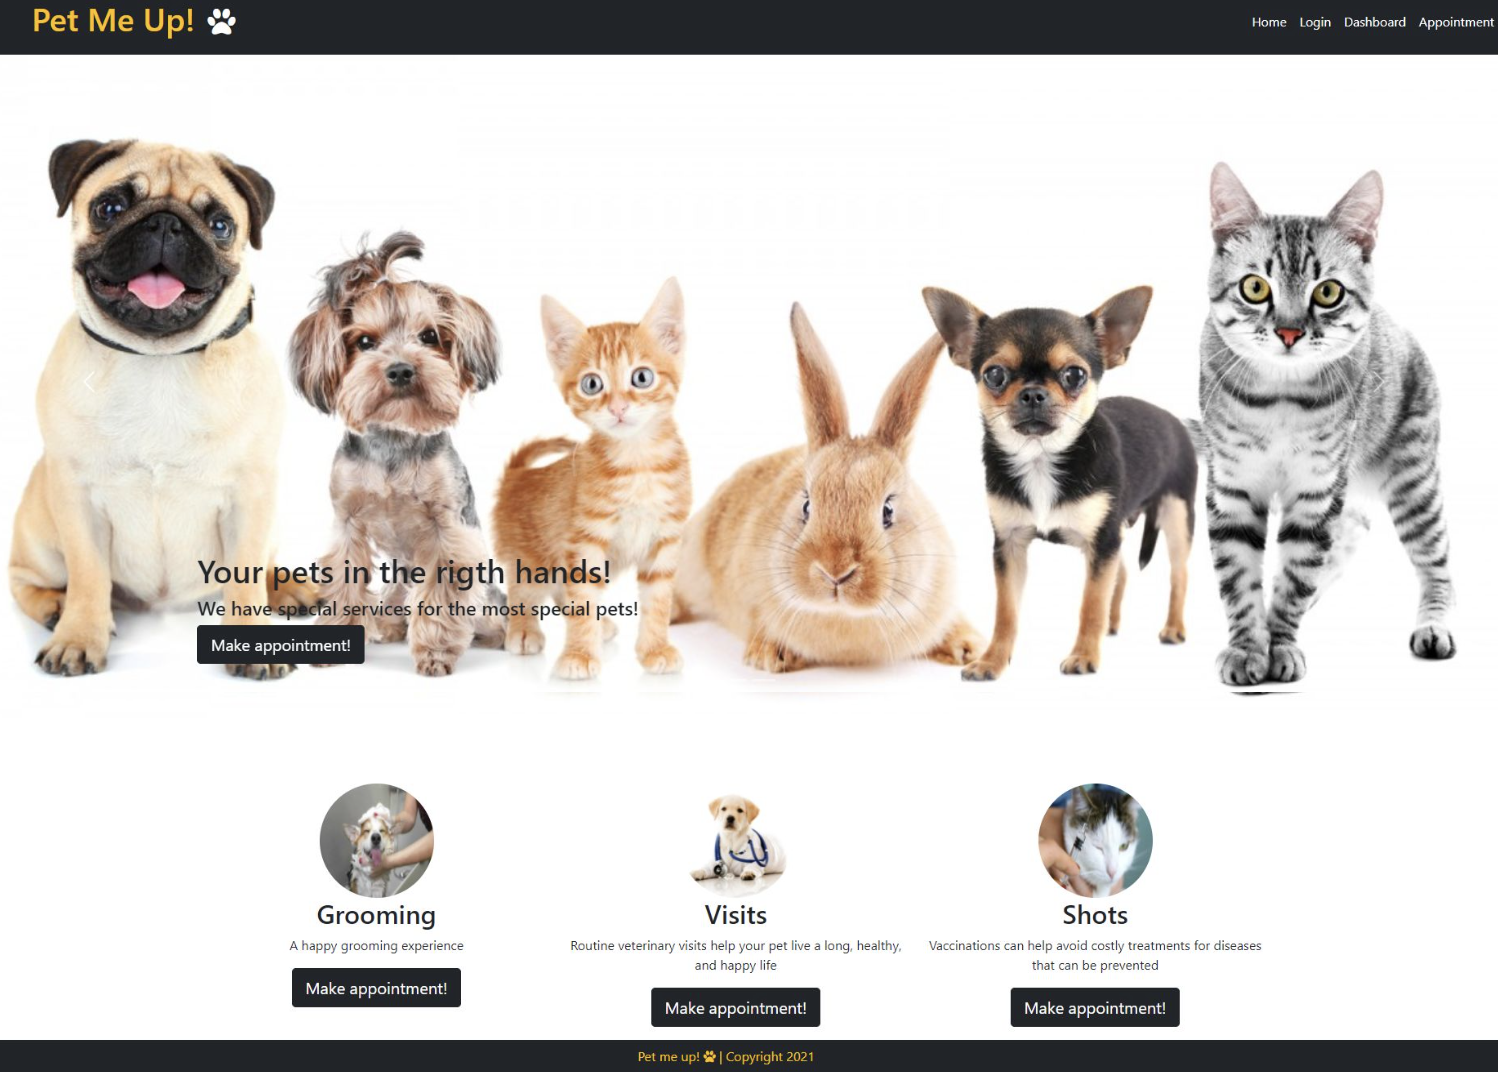 Pet Me Up!
Home Login Dashboard Appointment
Your pets in the rigth hands!
We have special services for the most special pets!
Make appointment!
Grooming
A happy grooming experience
Make appointment!
Visits
Routine veterinary visits help your pet live a long, healthy,
and happy life
Make appointment!
Shots
Vaccinations can help avoid costly treatments for diseases
that can be prevented
Make appointment!
Pet me up! | Copyright 2021